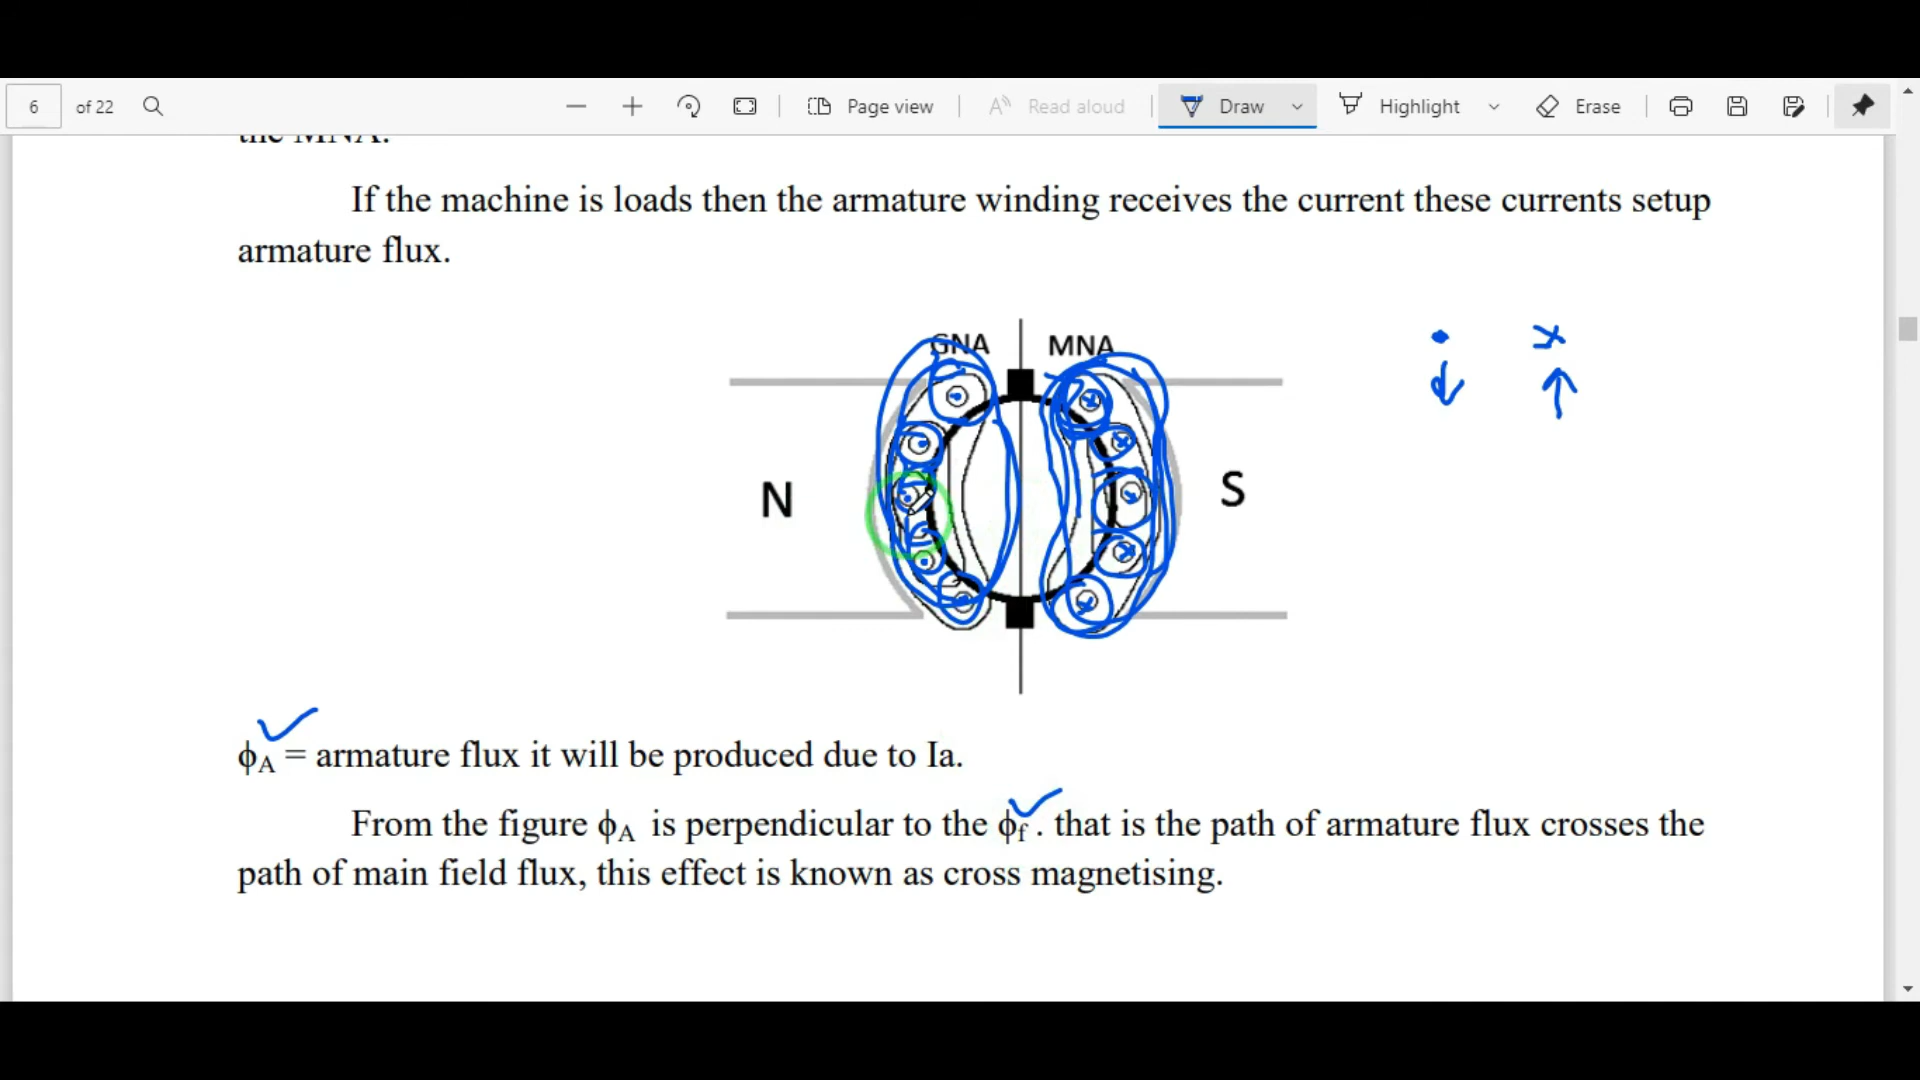 6 of 22 Page view Read aloud Draw Highlight Erase
the MNA.
If the machine is loads then the armature winding receives the current these currents setup
armature flux.
GNA MNA
N S
ϕA = armature flux it will be produced due to Ia.
From the figure ϕA is perpendicular to the ϕf . that is the path of armature flux crosses the
path of main field flux, this effect is known as cross magnetising.